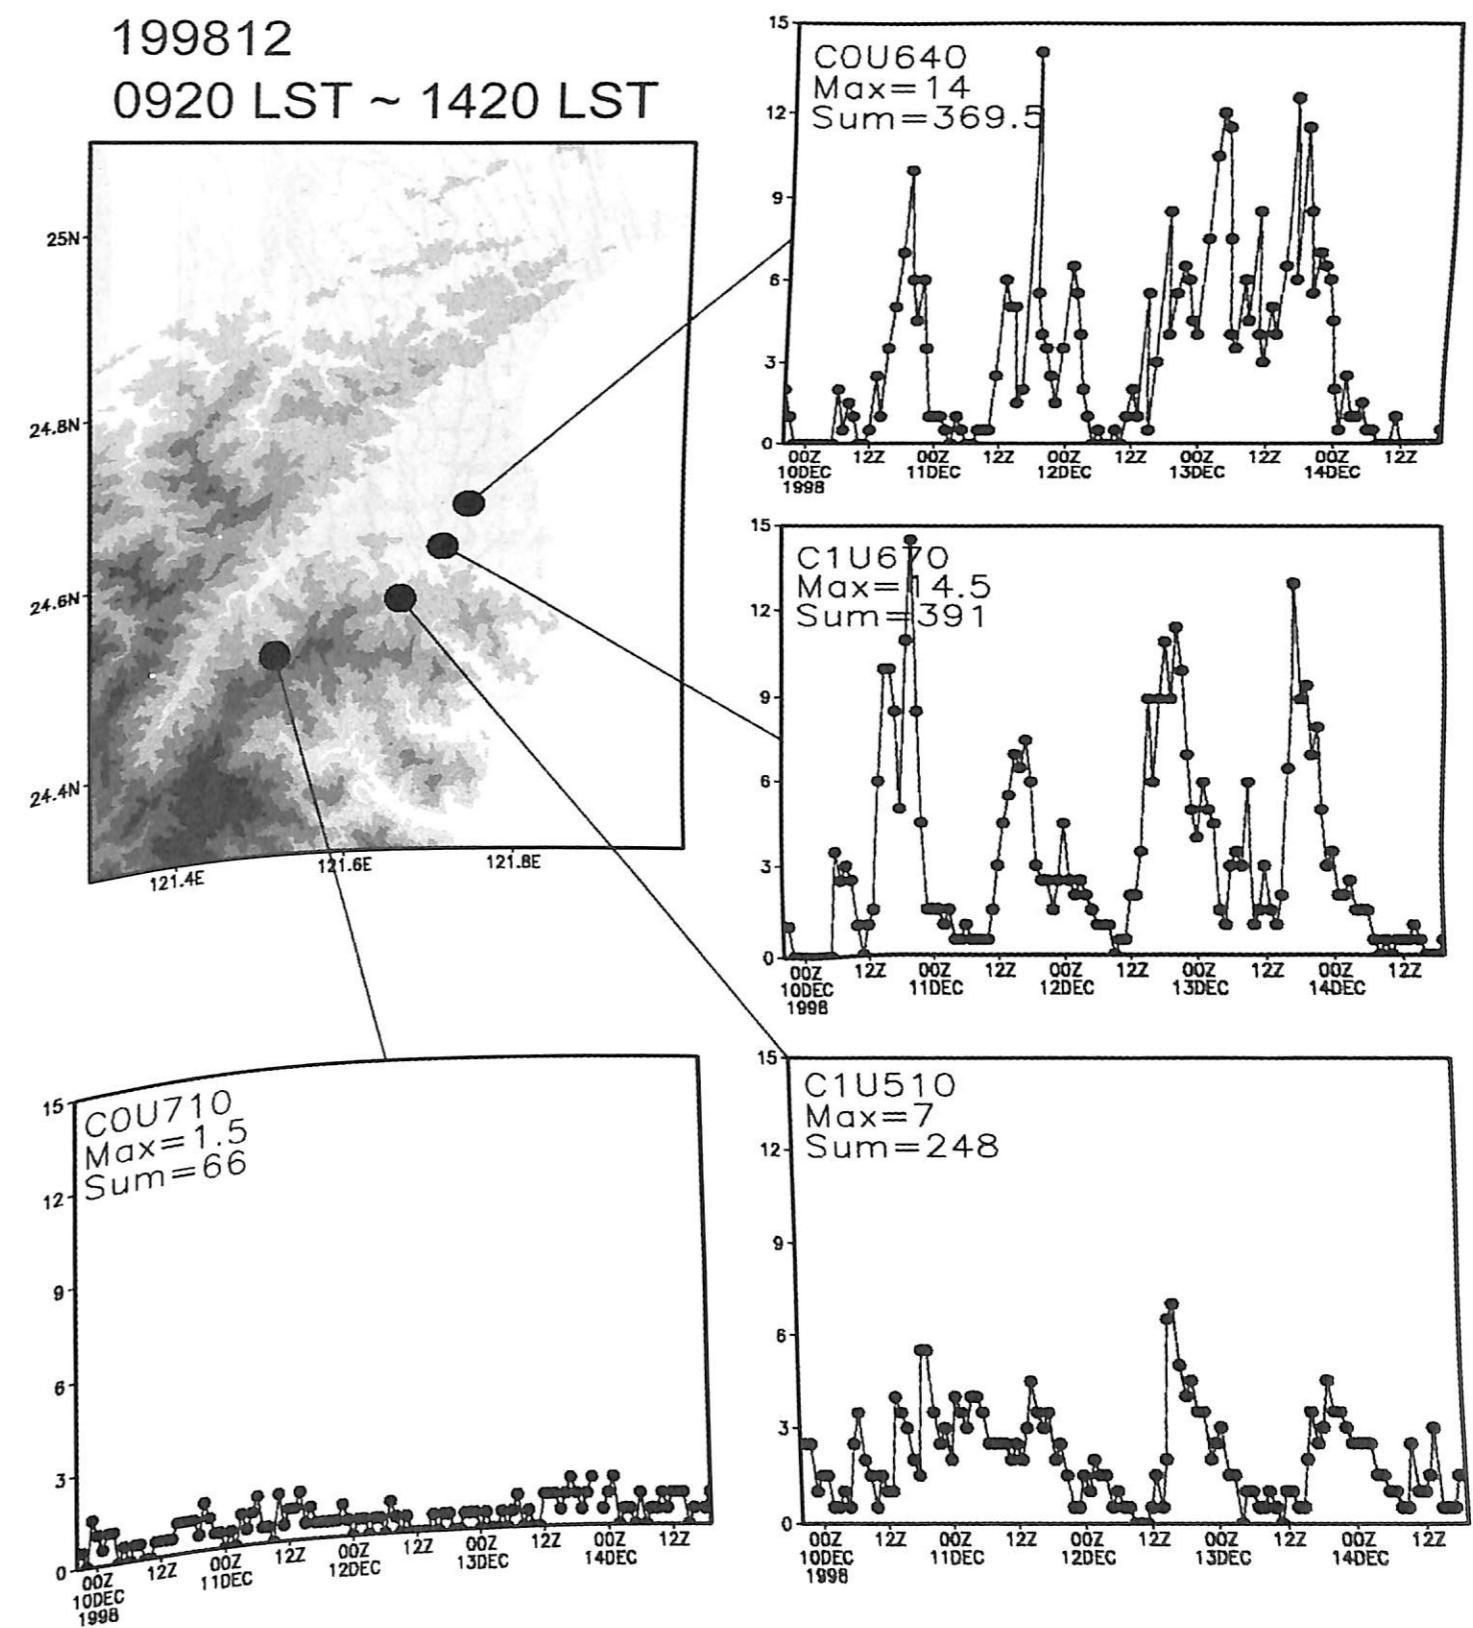 199812
0920 LST ~ 1420 LST
25N
24.8N
24.6N
24.4N
121.4E
121.6E
121.8E
15
12
9
6
3
0
C0U640
Max=14
Sum=369.5
00Z 12Z 00Z 12Z 00Z 12Z 00Z 12Z 00Z 12Z
10DEC 11DEC 12DEC 13DEC 14DEC
1998
15
12
9
6
3
0
C1U670
Max=14.5
Sum=391
00Z 12Z 00Z 12Z 00Z 12Z 00Z 12Z 00Z 12Z
10DEC 11DEC 12DEC 13DEC 14DEC
1998
15
12
9
6
3
0
C0U710
Max=1.5
Sum=66
00Z 12Z 00Z 12Z 00Z 12Z 00Z 12Z 00Z 12Z
10DEC 11DEC 12DEC 13DEC 14DEC
1998
15
12
9
6
3
0
C1U510
Max=7
Sum=248
00Z 12Z 00Z 12Z 00Z 12Z 00Z 12Z 00Z 12Z
10DEC 11DEC 12DEC 13DEC 14DEC
1998